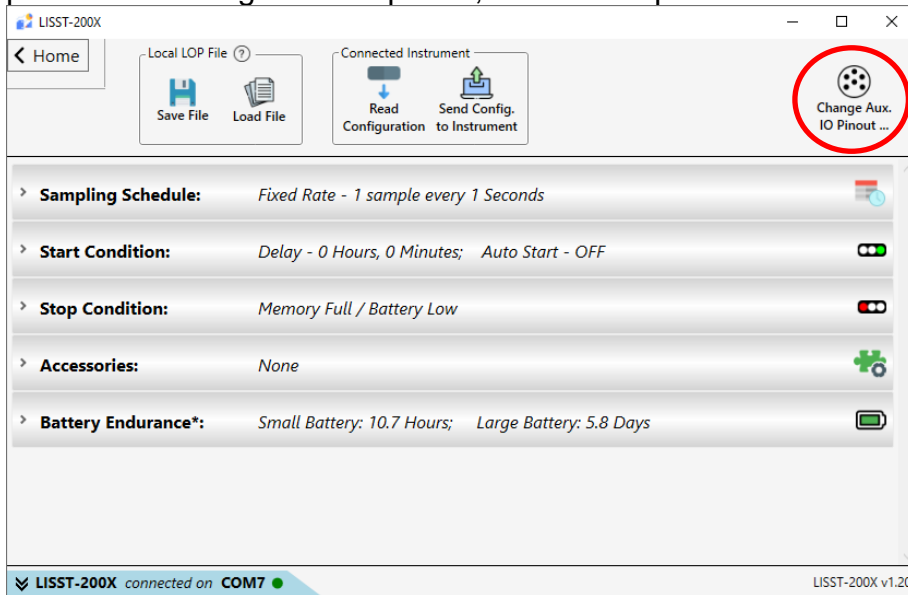 LISST-200X
Home
Local LOP File ?
Save File
Load File
Connected Instrument
Read
Configuration
Send Config.
to Instrument
Change Aux.
IO Pinout ...
Sampling Schedule: Fixed Rate - 1 sample every 1 Seconds
Start Condition: Delay - 0 Hours, 0 Minutes; Auto Start - OFF
Stop Condition: Memory Full / Battery Low
Accessories: None
Battery Endurance*: Small Battery: 10.7 Hours; Large Battery: 5.8 Days
LISST-200X connected on COM7
LISST-200X v1.20